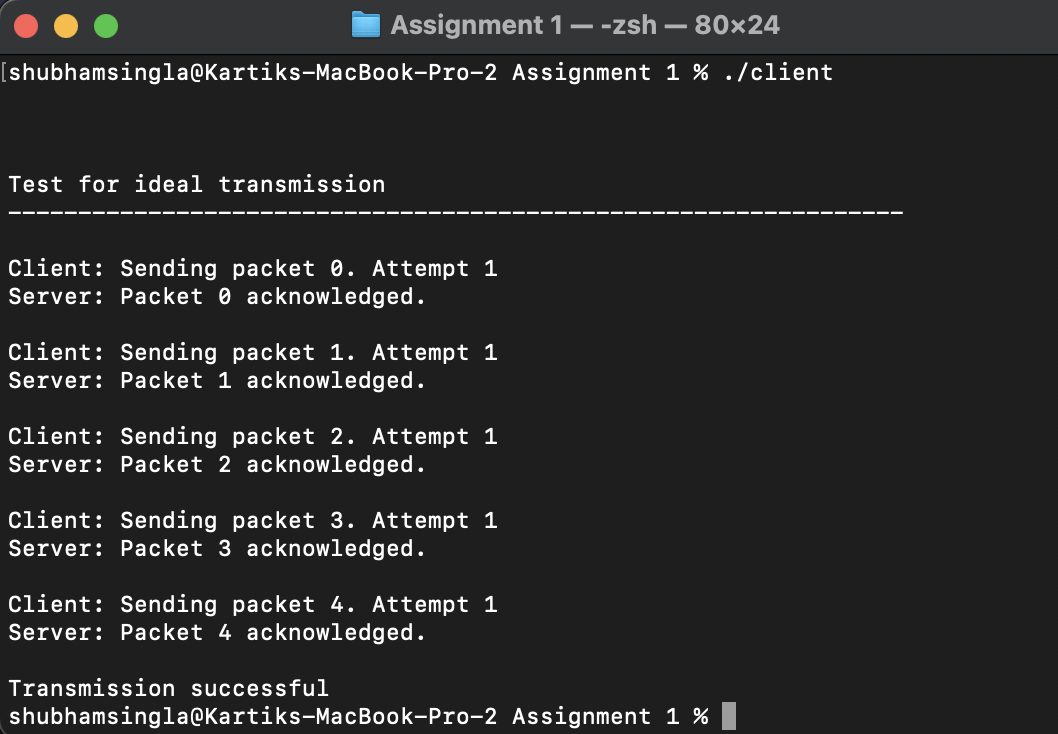 Assignment 1 — -zsh — 80×24
[shubhamsingla@Kartiks-MacBook-Pro-2 Assignment 1 % ./client
Test for ideal transmission
----------------------------------------------------------------
Client: Sending packet 0. Attempt 1
Server: Packet 0 acknowledged.
Client: Sending packet 1. Attempt 1
Server: Packet 1 acknowledged.
Client: Sending packet 2. Attempt 1
Server: Packet 2 acknowledged.
Client: Sending packet 3. Attempt 1
Server: Packet 3 acknowledged.
Client: Sending packet 4. Attempt 1
Server: Packet 4 acknowledged.
Transmission successful
shubhamsingla@Kartiks-MacBook-Pro-2 Assignment 1 %